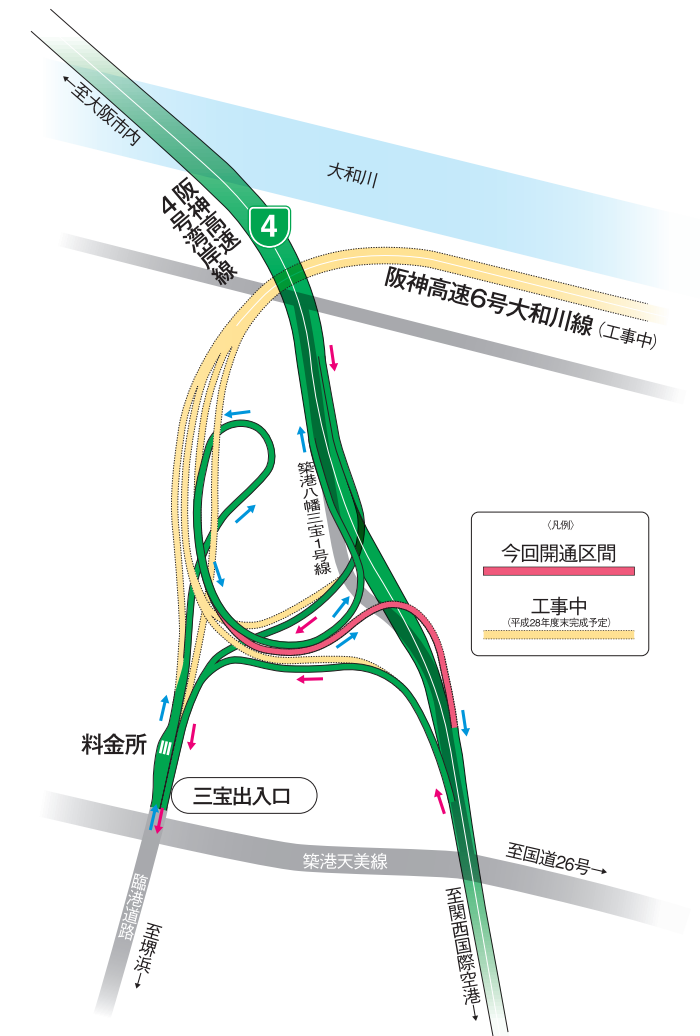 至大阪市内
大和川
阪神高速
4号湾岸線
4
阪神高速6号大和川線(工事中)
築港八幡三宝1号線
〈凡例〉
今回開通区間
工事中
(平成28年度末完成予定)
料金所
三宝出入口
築港天美線
至国道26号
臨港道路
至堺浜
至関西国際空港